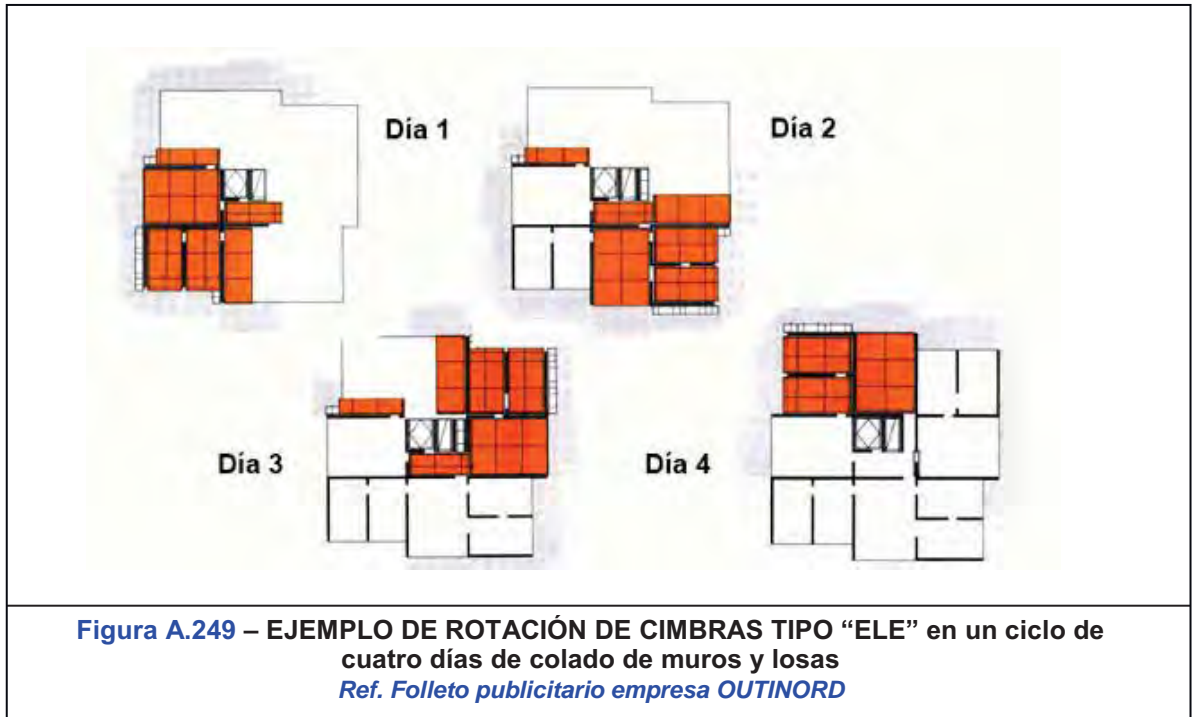 Día 1
Día 2
Día 3
Día 4
Figura A.249 – EJEMPLO DE ROTACIÓN DE CIMBRAS TIPO “ELE” en un ciclo de
cuatro días de colado de muros y losas
Ref. Folleto publicitario empresa OUTINORD